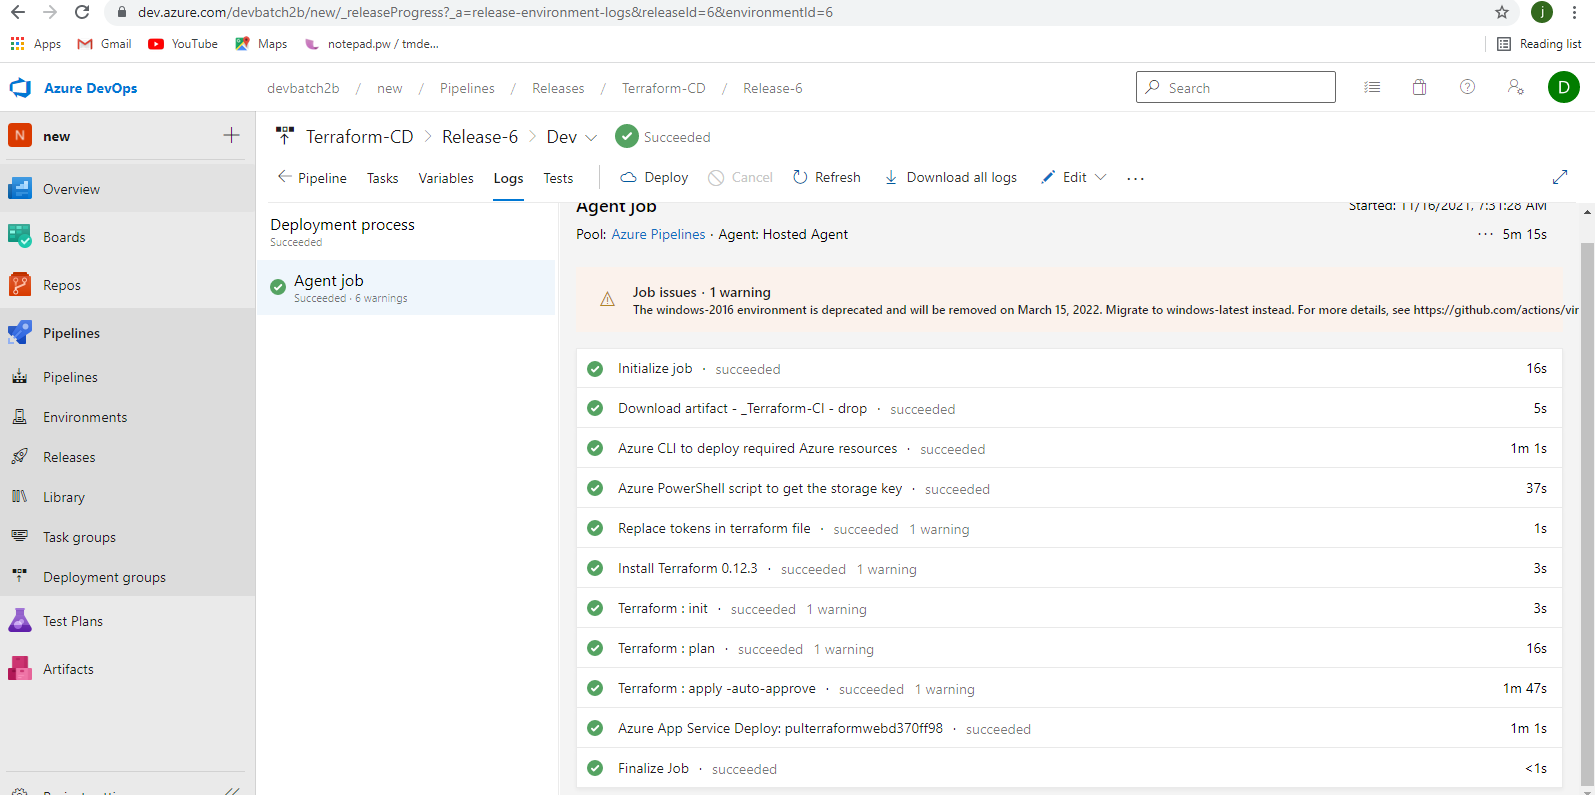 dev.azure.com/devbatch2b/new/_releaseProgress?_a=release-environment-logs&releaseId=6&environmentId=6
j
Apps Gmail YouTube Maps notepad.pw / tmde... Reading list
Azure DevOps devbatch2b / new / Pipelines / Releases / Terraform-CD / Release-6 Search D
N new
Overview
Boards
Repos
Pipelines
Pipelines
Environments
Releases
Library
Task groups
Deployment groups
Test Plans
Artifacts
Terraform-CD > Release-6 > Dev Succeeded
Pipeline Tasks Variables Logs Tests Deploy Cancel Refresh Download all logs Edit ...
Deployment process
Succeeded
Agent job
Succeeded · 6 warnings
Agent job Started: 11/16/2021, 7:31:28 AM
Pool: Azure Pipelines · Agent: Hosted Agent ... 5m 15s
Job issues · 1 warning
The windows-2016 environment is deprecated and will be removed on March 15, 2022. Migrate to windows-latest instead. For more details, see https://github.com/actions/vir
Initialize job · succeeded 16s
Download artifact - _Terraform-CI - drop · succeeded 5s
Azure CLI to deploy required Azure resources · succeeded 1m 1s
Azure PowerShell script to get the storage key · succeeded 37s
Replace tokens in terraform file · succeeded 1 warning 1s
Install Terraform 0.12.3 · succeeded 1 warning 3s
Terraform : init · succeeded 1 warning 3s
Terraform : plan · succeeded 1 warning 16s
Terraform : apply -auto-approve · succeeded 1 warning 1m 47s
Azure App Service Deploy: pulterraformwebd370ff98 · succeeded 1m 1s
Finalize Job · succeeded <1s